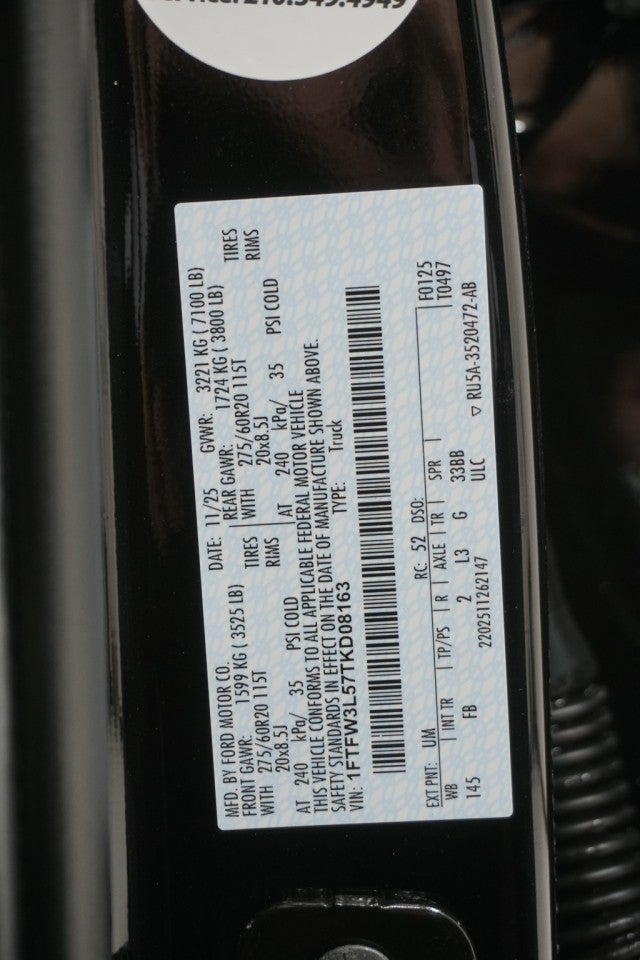 Service: 210.549.4949
MFD. BY FORD MOTOR CO.
DATE: 11/25 GVWR: 3221 KG ( 7100 LB)
FRONT GAWR: 1599 KG ( 3525 LB) REAR GAWR: 1724 KG ( 3800 LB)
WITH 275/60R20 115T TIRES WITH 275/60R20 115T TIRES
20x8.5J RIMS 20x8.5J RIMS
AT 240 kPa/ 35 PSI COLD AT 240 kPa/ 35 PSI COLD
THIS VEHICLE CONFORMS TO ALL APPLICABLE FEDERAL MOTOR VEHICLE
SAFETY STANDARDS IN EFFECT ON THE DATE OF MANUFACTURE SHOWN ABOVE.
VIN: 1FTFW3L57TKD08163 TYPE: Truck
EXT PNT: UM RC: 52 DSO: F0125
WB INT TR TP/PS R AXLE TR SPR T0497
145 FB 2 L3 G 33BB
2202511262147 ULC ▽ RU5A-3520472-AB